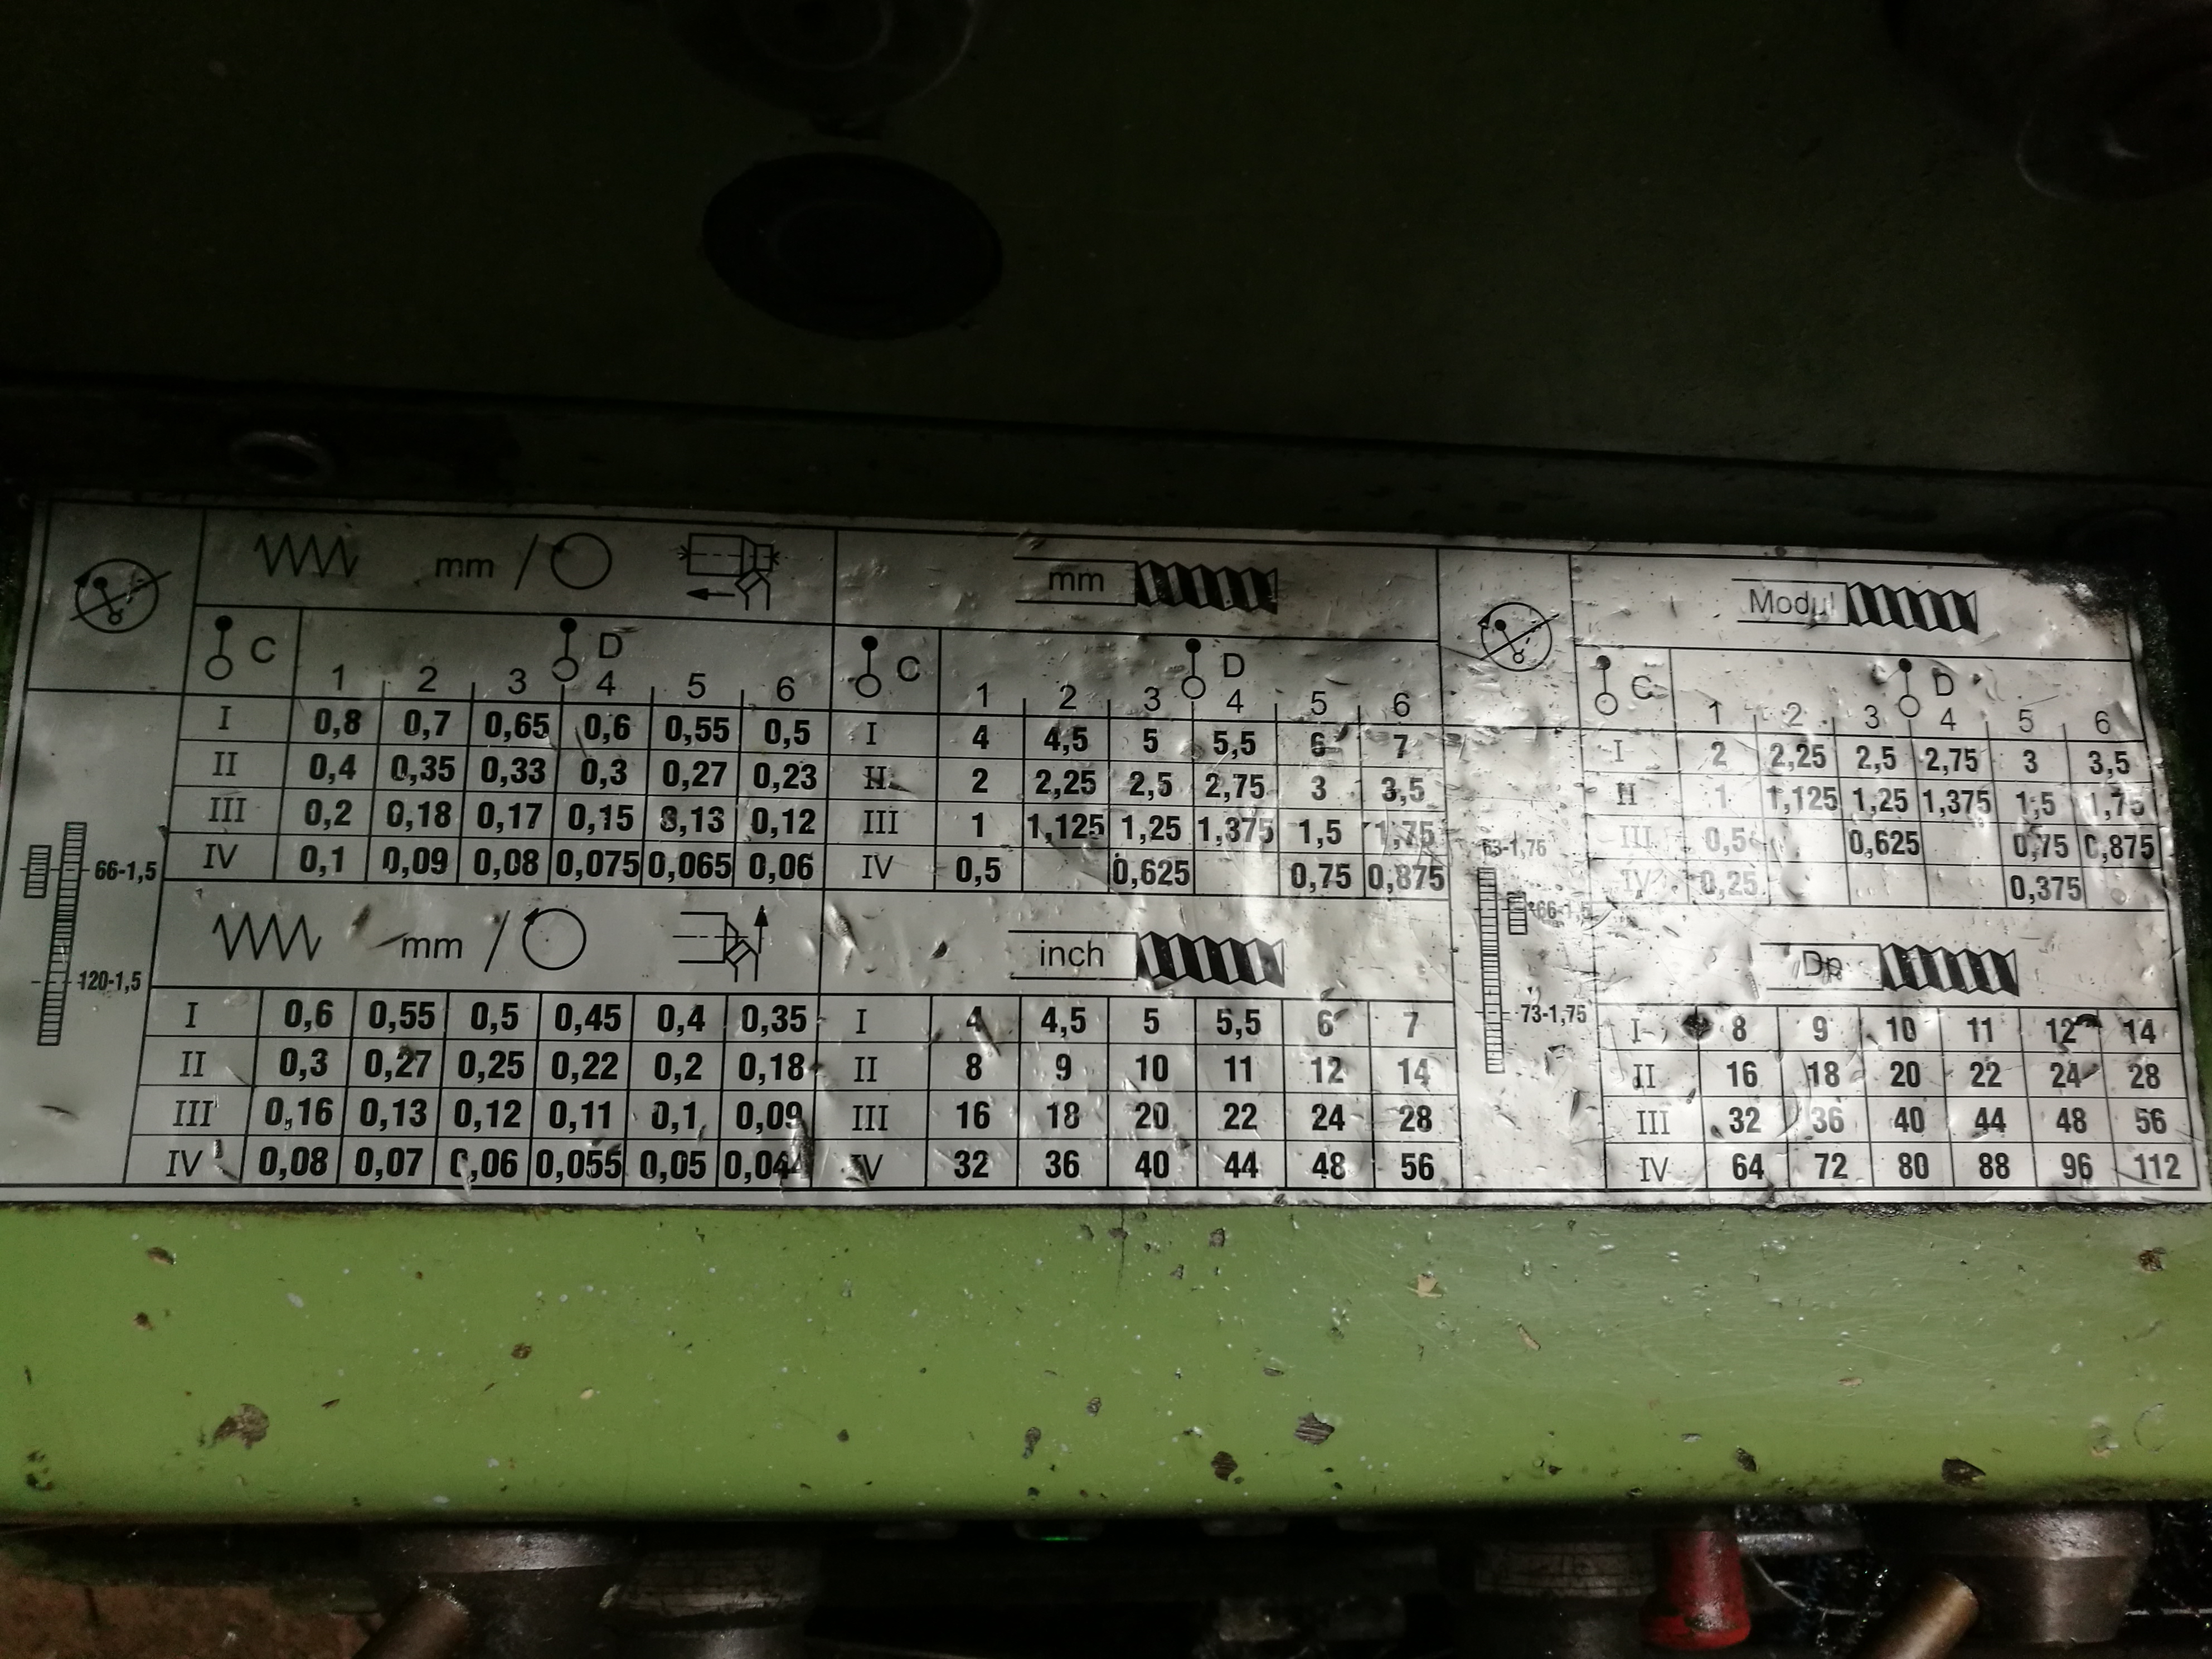 mm /
mm
Modul
C D
C D
C D
1 2 3 4 5 6
1 2 3 4 5 6
1 2 3 4 5 6
I 0,8 0,7 0,65 0,6 0,55 0,5 I 4 4,5 5 5,5 6 7 I 2 2,25 2,5 2,75 3 3,5
II 0,4 0,35 0,33 0,3 0,27 0,23 II 2 2,25 2,5 2,75 3 3,5 II 1 1,125 1,25 1,375 1,5 1,75
III 0,2 0,18 0,17 0,15 0,13 0,12 III 1 1,125 1,25 1,375 1,5 1,75 III 0,5 0,625 0,75 0,875
IV 0,1 0,09 0,08 0,075 0,065 0,06 IV 0,5 0,625 0,75 0,875 IV 0,25 0,375
66-1,5
120-1,5
66-1,5
73-1,75
mm /
inch
Dp
I 0,6 0,55 0,5 0,45 0,4 0,35 I 4 4,5 5 5,5 6 7 I 8 9 10 11 12 14
II 0,3 0,27 0,25 0,22 0,2 0,18 II 8 9 10 11 12 14 II 16 18 20 22 24 28
III 0,16 0,13 0,12 0,11 0,1 0,09 III 16 18 20 22 24 28 III 32 36 40 44 48 56
IV 0,08 0,07 0,06 0,055 0,05 0,044 IV 32 36 40 44 48 56 IV 64 72 80 88 96 112